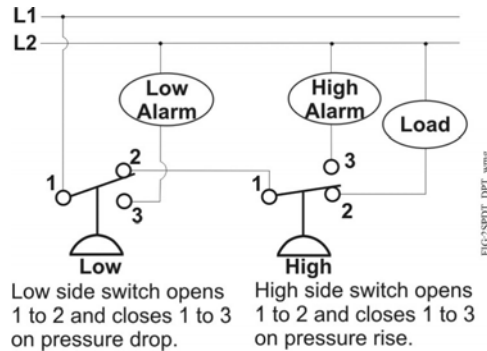 L1
L2
Low
Alarm
High
Alarm
Load
1
2
3
1
3
2
Low
High
Low side switch opens
1 to 2 and closes 1 to 3
on pressure drop.
High side switch opens
1 to 2 and closes 1 to 3
on pressure rise.